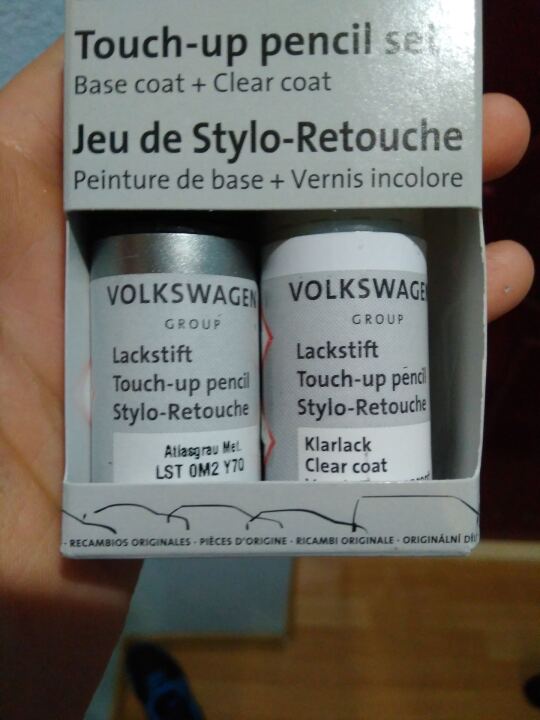 Touch-up pencil set
Base coat + Clear coat
Jeu de Stylo-Retouche
Peinture de base + Vernis incolore
VOLKSWAGEN
GROUP
Lackstift
Touch-up pencil
Stylo-Retouche
Atlasgrau Met.
LST 0M2 Y70
VOLKSWAGE
GROUP
Lackstift
Touch-up pencil
Stylo-Retouche
Klarlack
Clear coat
· RECAMBIOS ORIGINALES · PIÈCES D'ORIGINE · RICAMBI ORIGINALE · ORIGINÁLNÍ